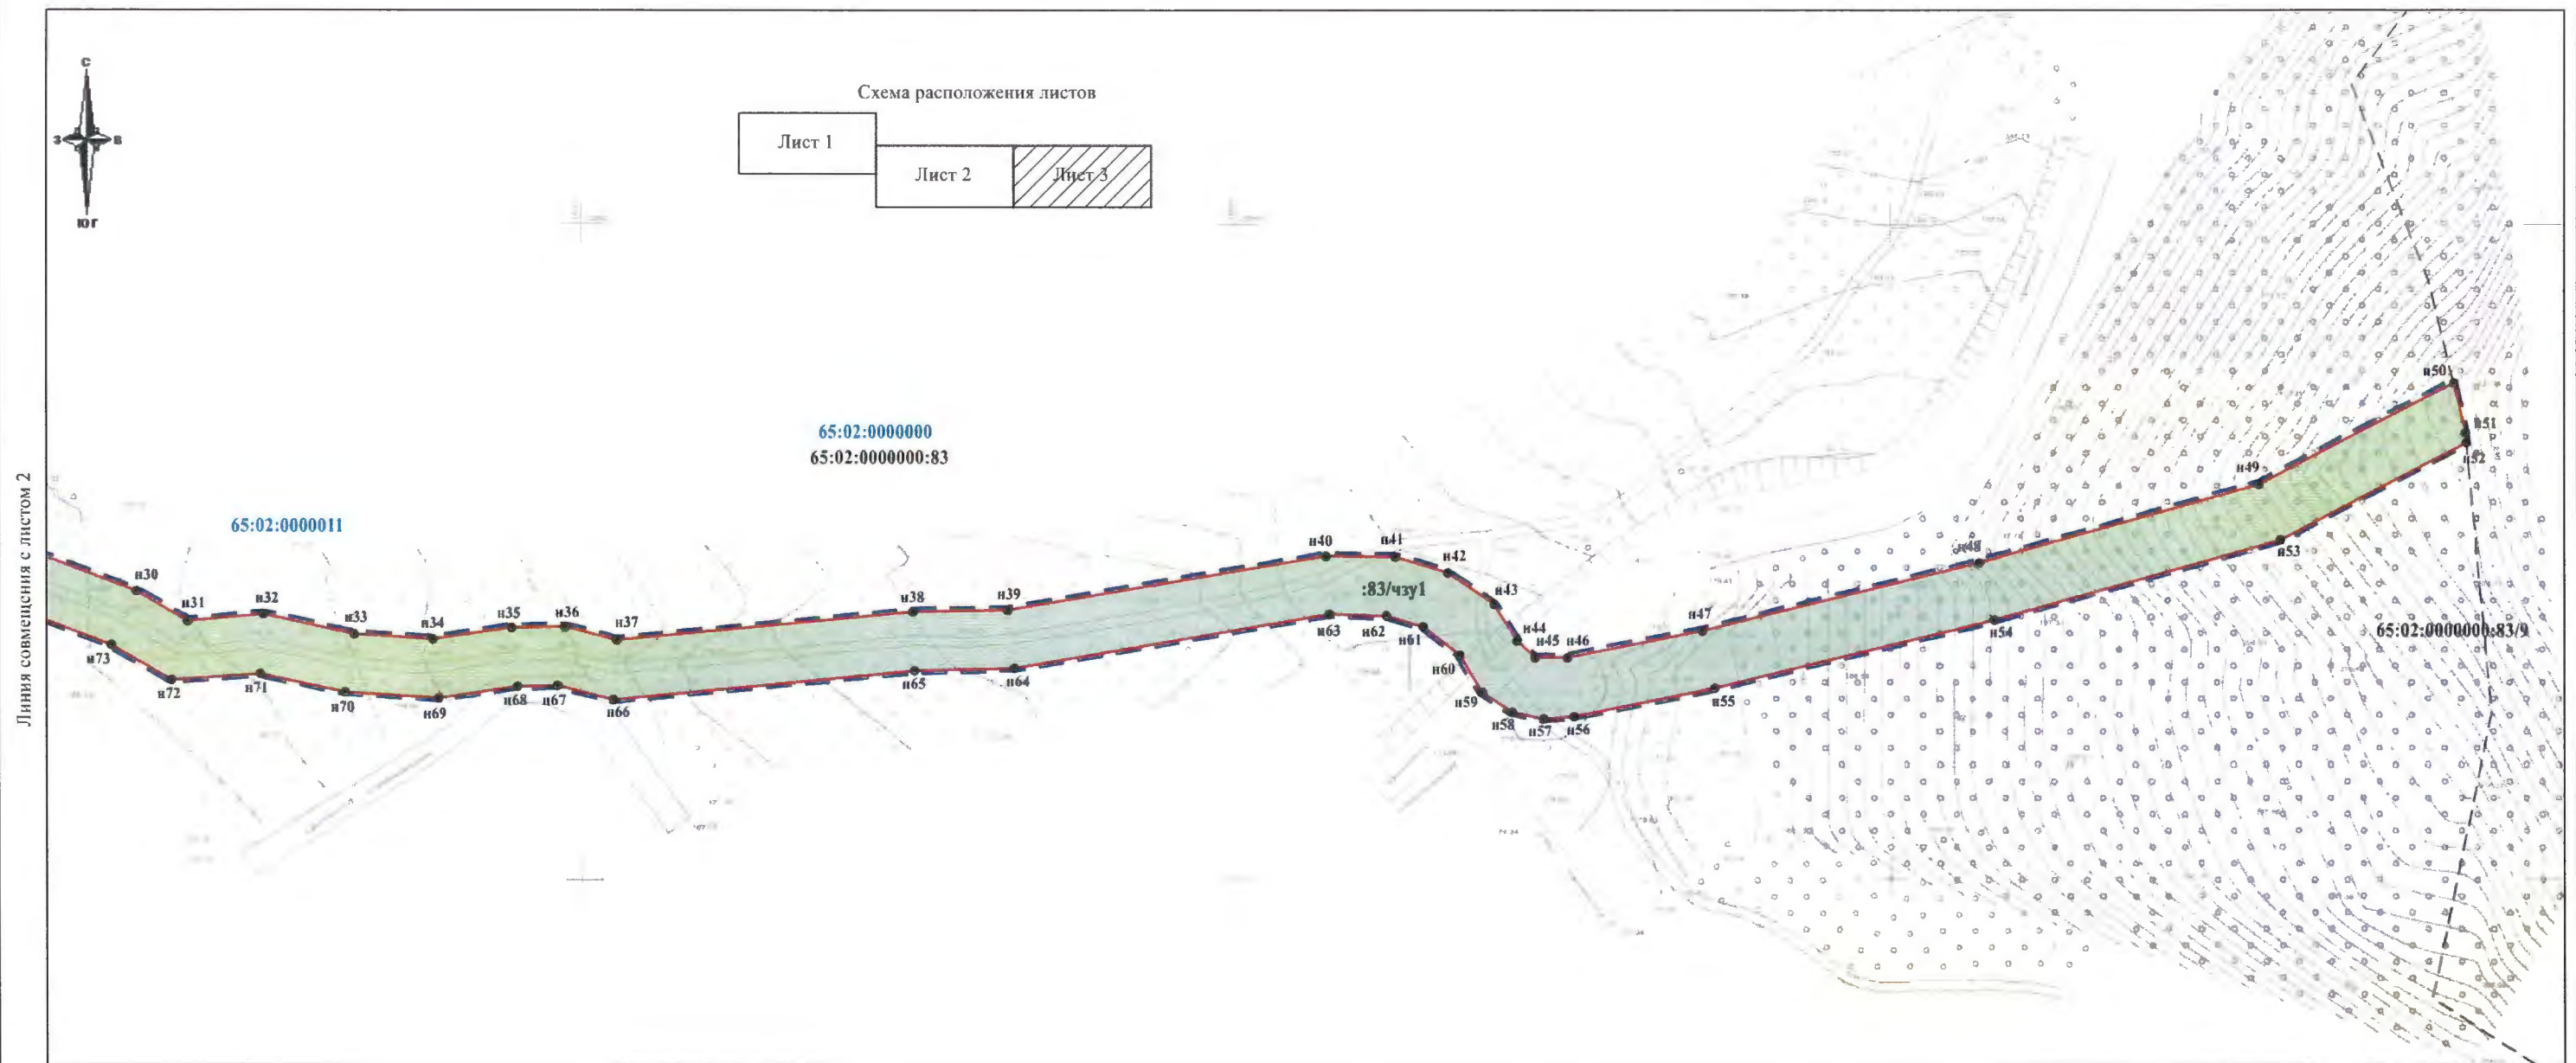 С
З
В
ЮГ
Схема расположения листов
Лист 1
Лист 2
Лист 3
Линия совмещения с листом 2
65:02:0000000
65:02:0000000:83
65:02:0000011
:83/чзу1
65:02:0000000:83/9
н30
н31
н32
н33
н34
н35
н36
н37
н38
н39
н40
н41
н42
н43
н44
н45
н46
н47
н48
н49
н50
н51
н52
н53
н54
н55
н56
н57
н58
н59
н60
н61
н62
н63
н64
н65
н66
н67
н68
н69
н70
н71
н72
н73